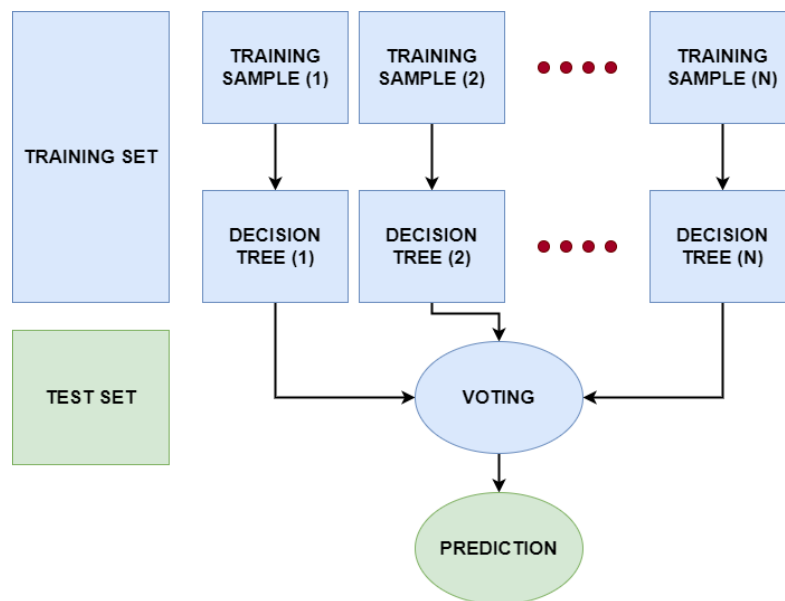 TRAINING
SAMPLE (1)
TRAINING
SAMPLE (2)
TRAINING
SAMPLE (N)
TRAINING SET
DECISION
TREE (1)
DECISION
TREE (2)
DECISION
TREE (N)
TEST SET
VOTING
PREDICTION